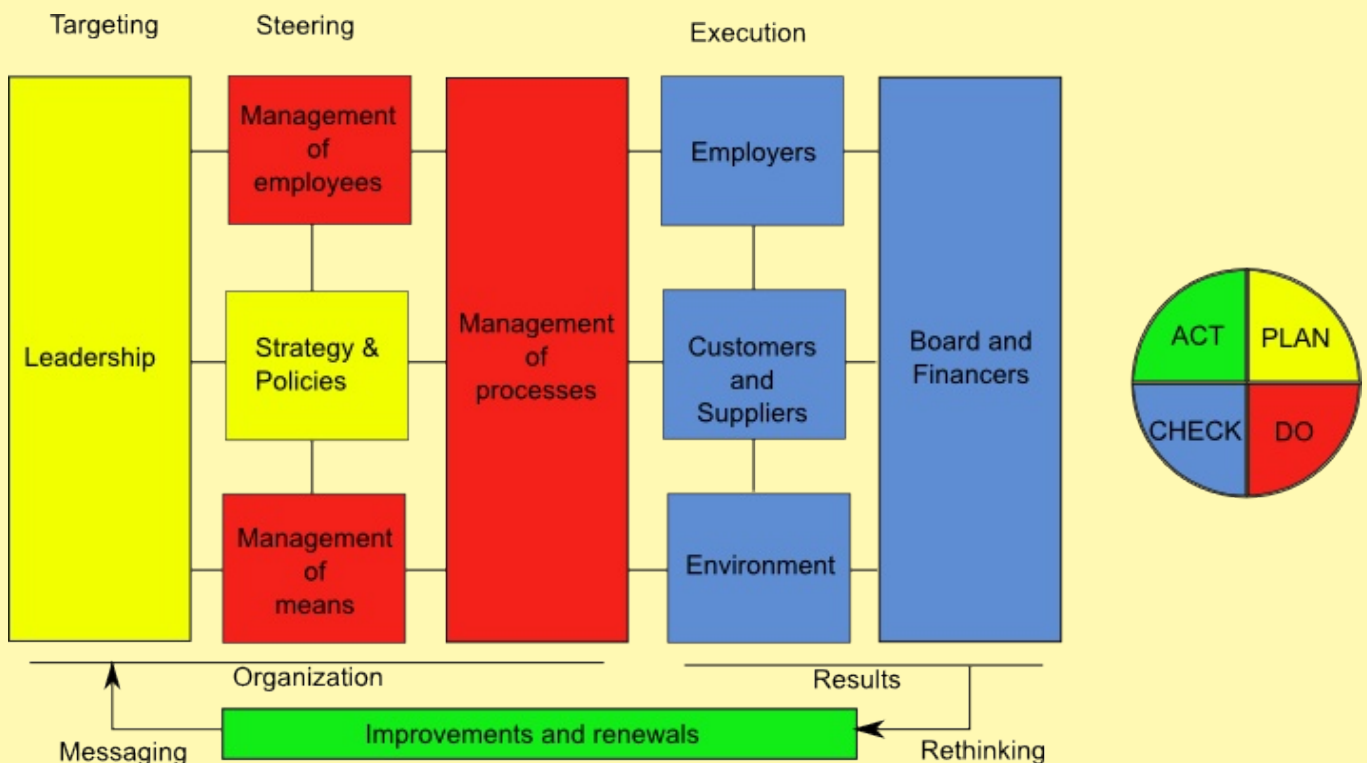 Targeting
Steering
Execution
Management
of
employees
Employers
Leadership
Strategy &
Policies
Management
of
processes
Customers
and
Suppliers
Board and
Financers
Management
of
means
Environment
ACT
PLAN
CHECK
DO
Organization
Results
Improvements and renewals
Messaging
Rethinking